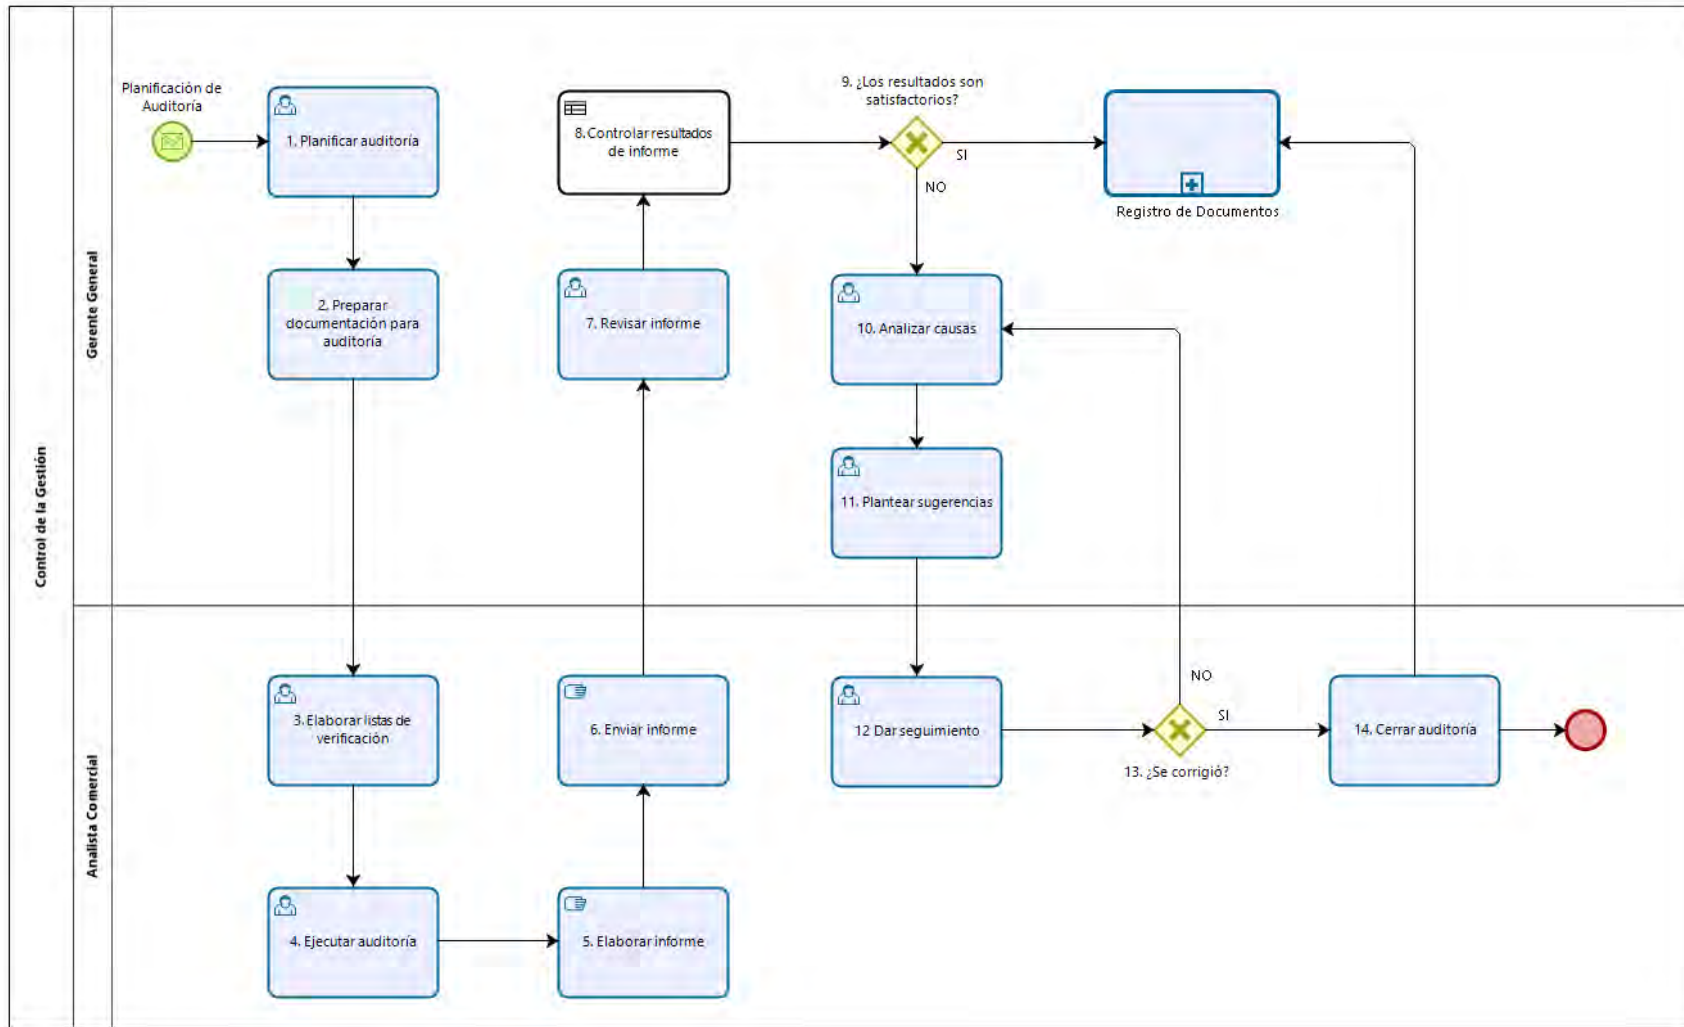 Control de la Gestión
Gerente General
Planificación de
Auditoría
1. Planificar auditoría
2. Preparar
documentación para
auditoría
8. Controlar resultados
de informe
7. Revisar informe
9. ¿Los resultados son
satisfactorios?
SI
NO
Registro de Documentos
10. Analizar causas
11. Plantear sugerencias
Analista Comercial
3. Elaborar listas de
verificación
4. Ejecutar auditoría
6. Enviar informe
5. Elaborar informe
12 Dar seguimiento
NO
SI
13. ¿Se corrigió?
14. Cerrar auditoría